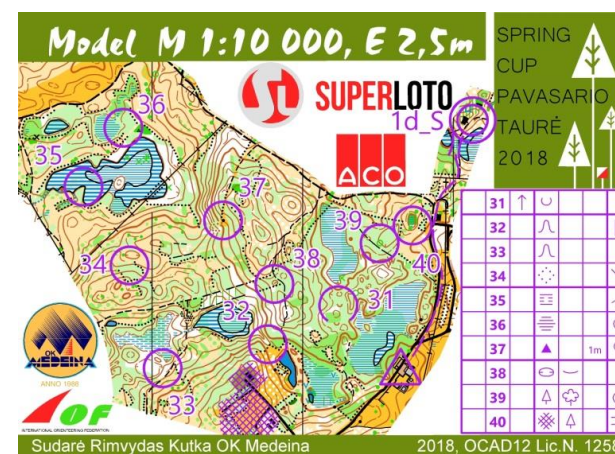 Model M 1:10 000, E 2,5m
SPRING
CUP
PAVASARIO
TAURĖ
2018
SUPERLOTO
ACO
1d_S
36
35
37
34
39
38
40
31
32
33
31
32
33
34
35
36
37 1m
38
39
40
OK
MEDEINA
ANNO 1986
IOF
INTERNATIONAL ORIENTEERING FEDERATION
Sudarė Rimvydas Kutka OK Medeina
2018, OCAD12 Lic.N. 1258